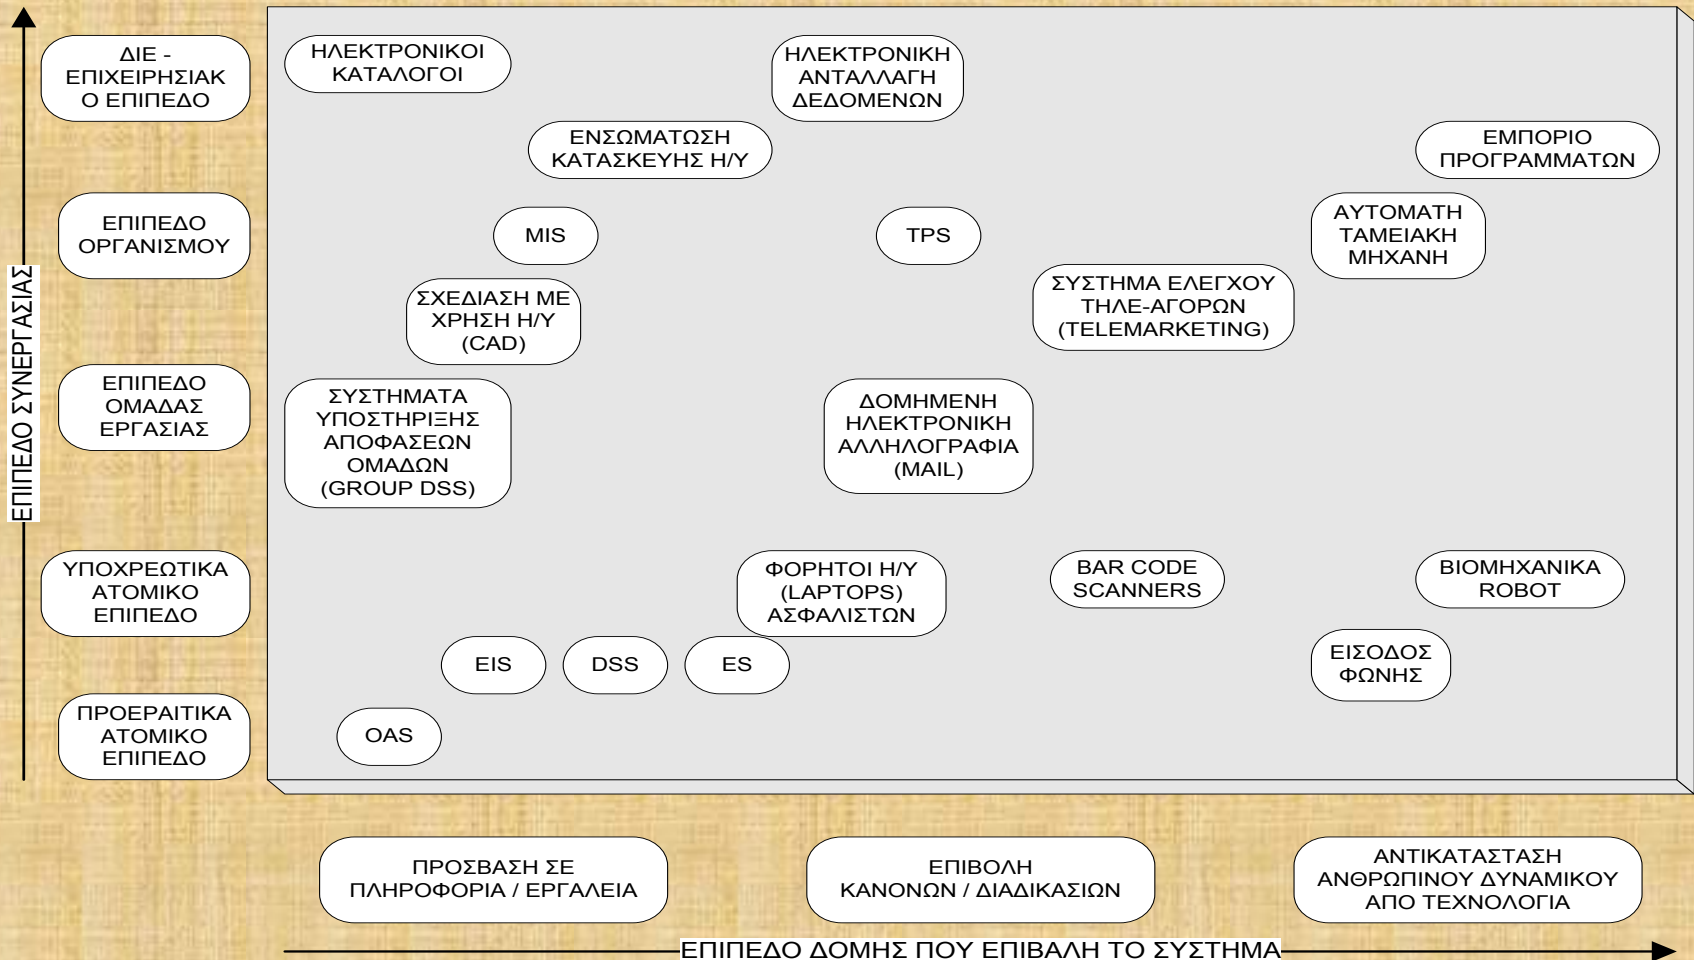 ΔΙΕ -
ΕΠΙΧΕΙΡΗΣΙΑΚ
Ο ΕΠΙΠΕΔΟ
ΗΛΕΚΤΡΟΝΙΚΟΙ
ΚΑΤΑΛΟΓΟΙ
ΗΛΕΚΤΡΟΝΙΚΗ
ΑΝΤΑΛΛΑΓΗ
ΔΕΔΟΜΕΝΩΝ
ΕΝΣΩΜΑΤΩΣΗ
ΚΑΤΑΣΚΕΥΗΣ Η/Υ
ΕΜΠΟΡΙΟ
ΠΡΟΓΡΑΜΜΑΤΩΝ
ΕΠΙΠΕΔΟ
ΟΡΓΑΝΙΣΜΟΥ
MIS
TPS
ΑΥΤΟΜΑΤΗ
ΤΑΜΕΙΑΚΗ
ΜΗΧΑΝΗ
ΣΧΕΔΙΑΣΗ ΜΕ
ΧΡΗΣΗ Η/Υ
(CAD)
ΣΥΣΤΗΜΑ ΕΛΕΓΧΟΥ
ΤΗΛΕ-ΑΓΟΡΩΝ
(TELEMARKETING)
ΕΠΙΠΕΔΟ
ΟΜΑΔΑΣ
ΕΡΓΑΣΙΑΣ
ΣΥΣΤΗΜΑΤΑ
ΥΠΟΣΤΗΡΙΞΗΣ
ΑΠΟΦΑΣΕΩΝ
ΟΜΑΔΩΝ
(GROUP DSS)
ΔΟΜΗΜΕΝΗ
ΗΛΕΚΤΡΟΝΙΚΗ
ΑΛΛΗΛΟΓΡΑΦΙΑ
(MAIL)
ΥΠΟΧΡΕΩΤΙΚΑ
ΑΤΟΜΙΚΟ
ΕΠΙΠΕΔΟ
ΦΟΡΗΤΟΙ Η/Υ
(LAPTOPS)
ΑΣΦΑΛΙΣΤΩΝ
BAR CODE
SCANNERS
ΒΙΟΜΗΧΑΝΙΚΑ
ROBOT
EIS
DSS
ES
ΕΙΣΟΔΟΣ
ΦΩΝΗΣ
ΠΡΟΕΡΑΙΤΙΚΑ
ΑΤΟΜΙΚΟ
ΕΠΙΠΕΔΟ
OAS
ΕΠΙΠΕΔΟ ΣΥΝΕΡΓΑΣΙΑΣ
ΠΡΟΣΒΑΣΗ ΣΕ
ΠΛΗΡΟΦΟΡΙΑ / ΕΡΓΑΛΕΙΑ
ΕΠΙΒΟΛΗ
ΚΑΝΟΝΩΝ / ΔΙΑΔΙΚΑΣΙΩΝ
ΑΝΤΙΚΑΤΑΣΤΑΣΗ
ΑΝΘΡΩΠΙΝΟΥ ΔΥΝΑΜΙΚΟΥ
ΑΠΟ ΤΕΧΝΟΛΟΓΙΑ
ΕΠΙΠΕΔΟ ΔΟΜΗΣ ΠΟΥ ΕΠΙΒΑΛΗ ΤΟ ΣΥΣΤΗΜΑ